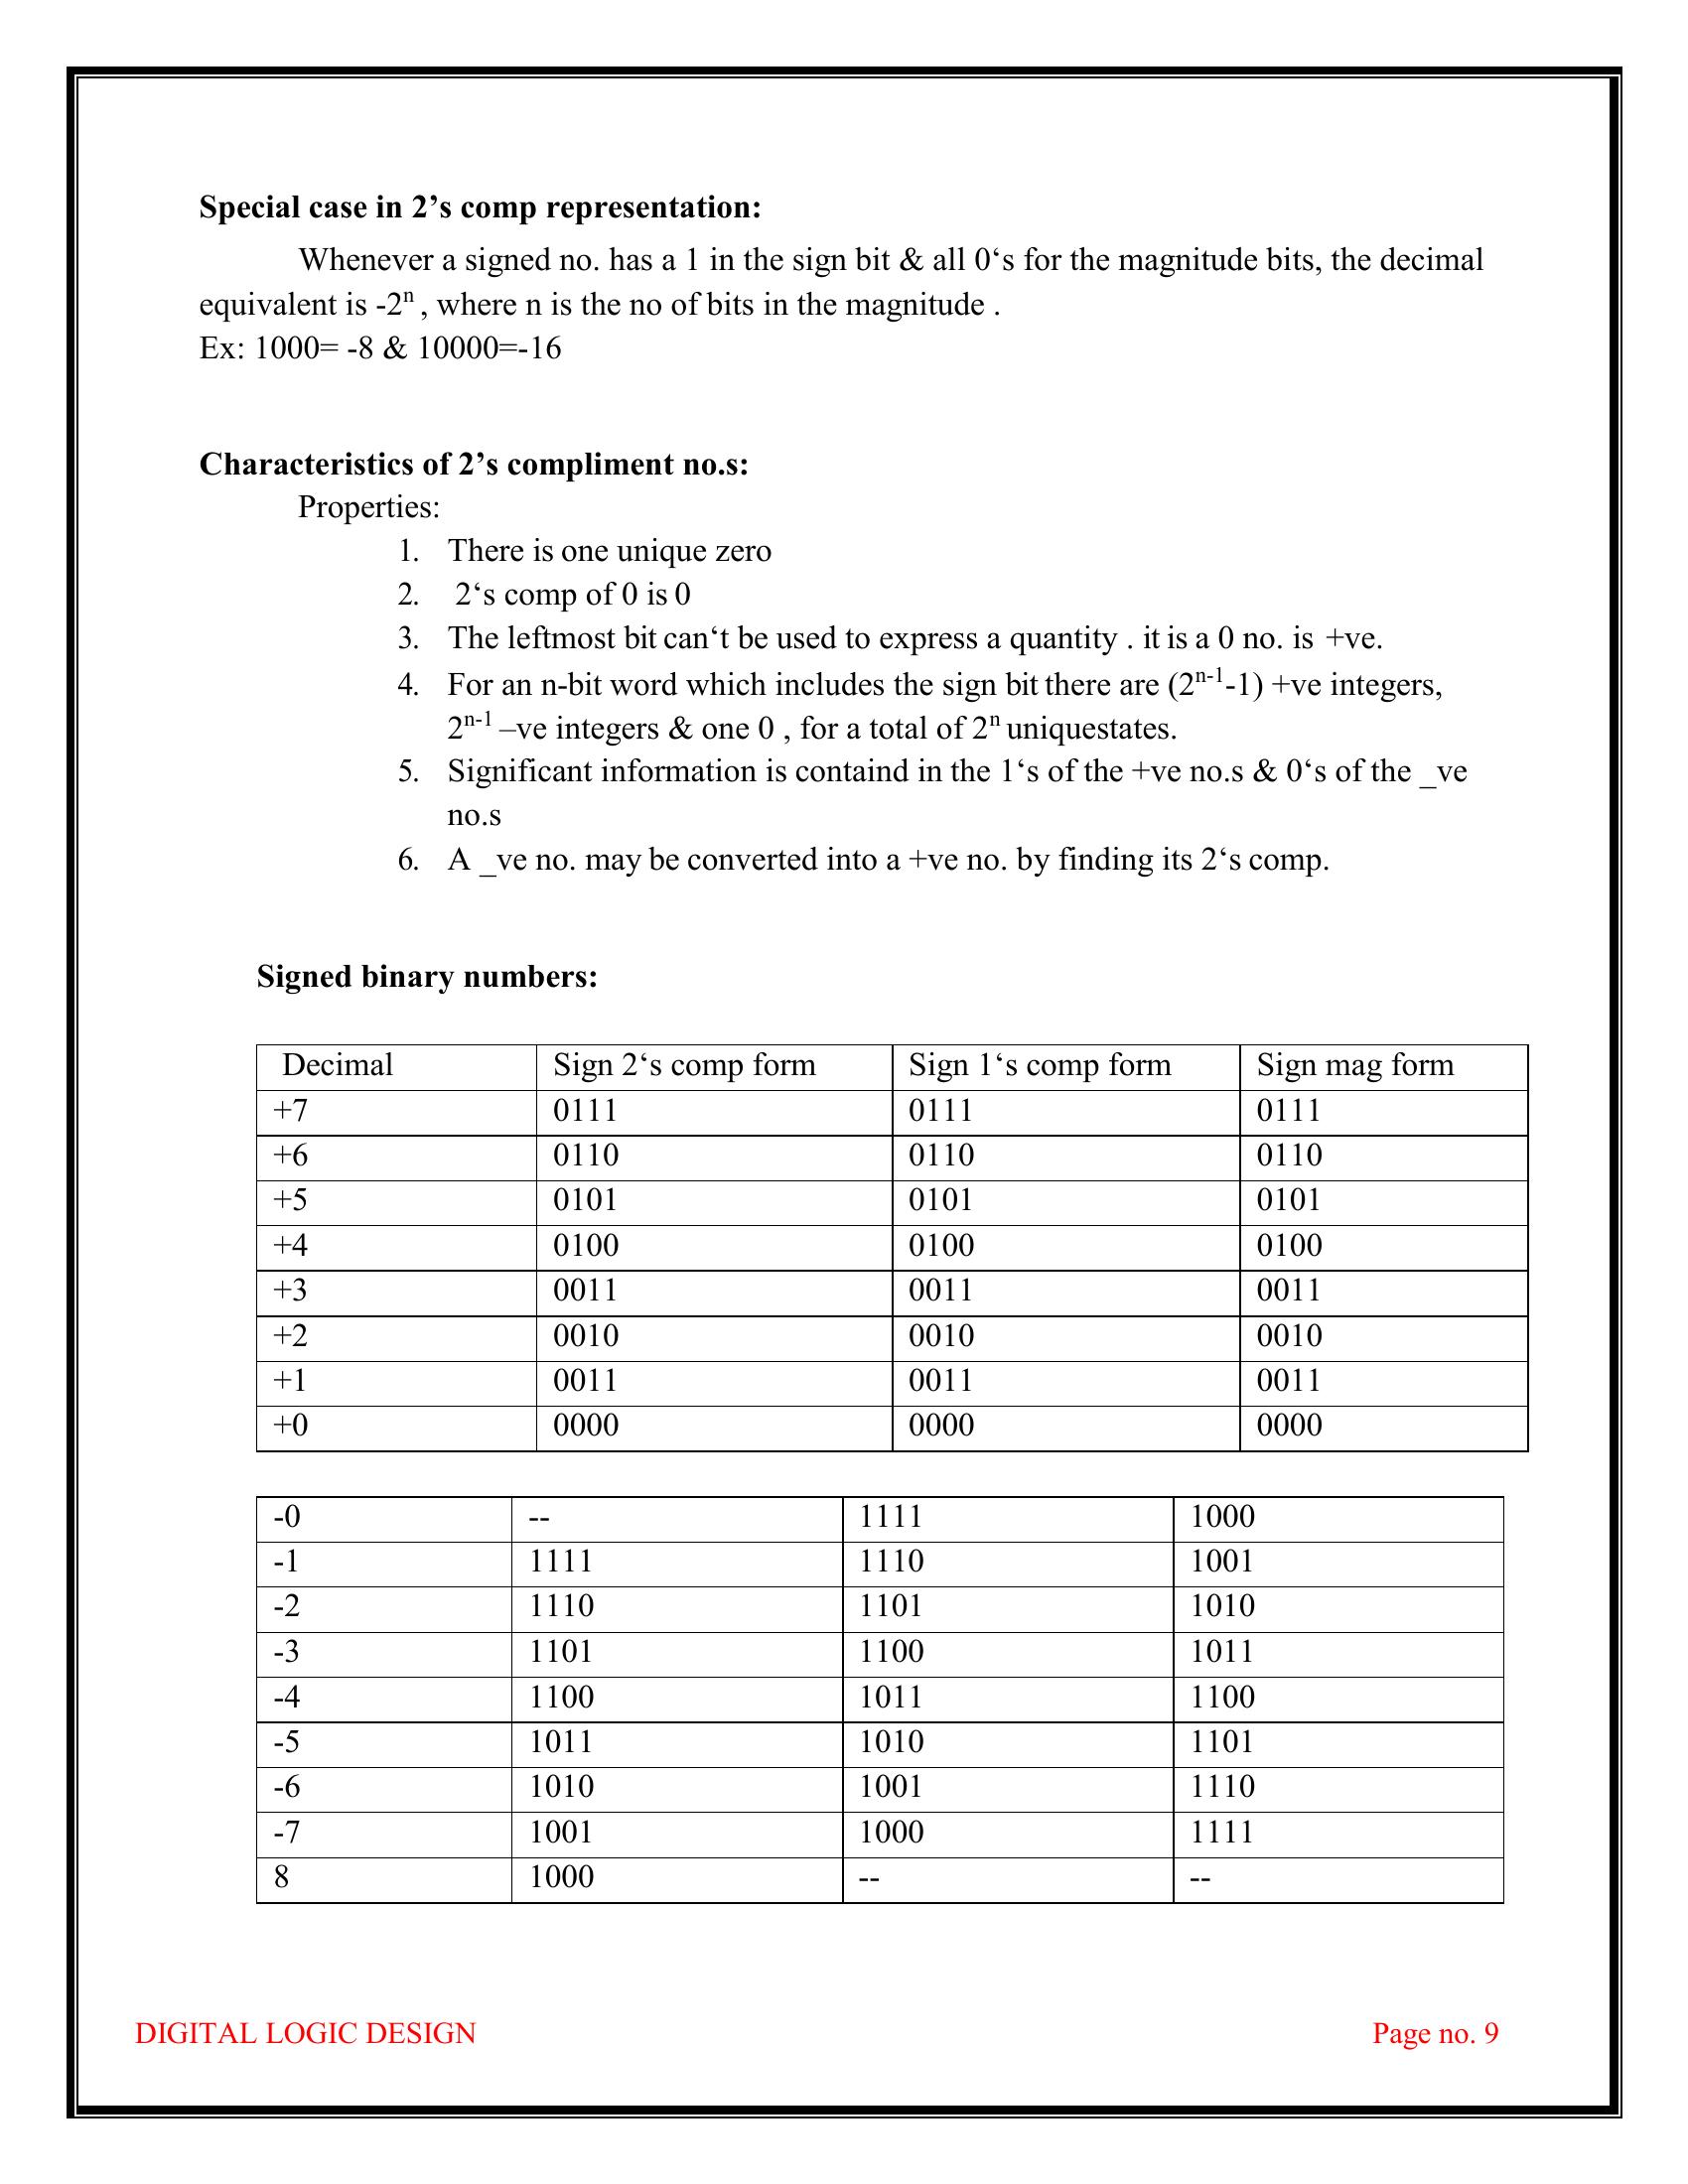 Special case in 2’s comp representation:
Whenever a signed no. has a 1 in the sign bit & all 0‘s for the magnitude bits, the decimal
equivalent is -2ⁿ , where n is the no of bits in the magnitude .
Ex: 1000= -8 & 10000=-16
Characteristics of 2’s compliment no.s:
Properties:
1. There is one unique zero
2. 2‘s comp of 0 is 0
3. The leftmost bit can‘t be used to express a quantity . it is a 0 no. is +ve.
4. For an n-bit word which includes the sign bit there are (2ⁿ⁻¹-1) +ve integers,
2ⁿ⁻¹ –ve integers & one 0 , for a total of 2ⁿ uniquestates.
5. Significant information is containd in the 1‘s of the +ve no.s & 0‘s of the _ve
no.s
6. A _ve no. may be converted into a +ve no. by finding its 2‘s comp.
Signed binary numbers:
Decimal Sign 2‘s comp form Sign 1‘s comp form Sign mag form
+7 0111 0111 0111
+6 0110 0110 0110
+5 0101 0101 0101
+4 0100 0100 0100
+3 0011 0011 0011
+2 0010 0010 0010
+1 0011 0011 0011
+0 0000 0000 0000
-0 -- 1111 1000
-1 1111 1110 1001
-2 1110 1101 1010
-3 1101 1100 1011
-4 1100 1011 1100
-5 1011 1010 1101
-6 1010 1001 1110
-7 1001 1000 1111
8 1000 -- --
DIGITAL LOGIC DESIGN Page no. 9